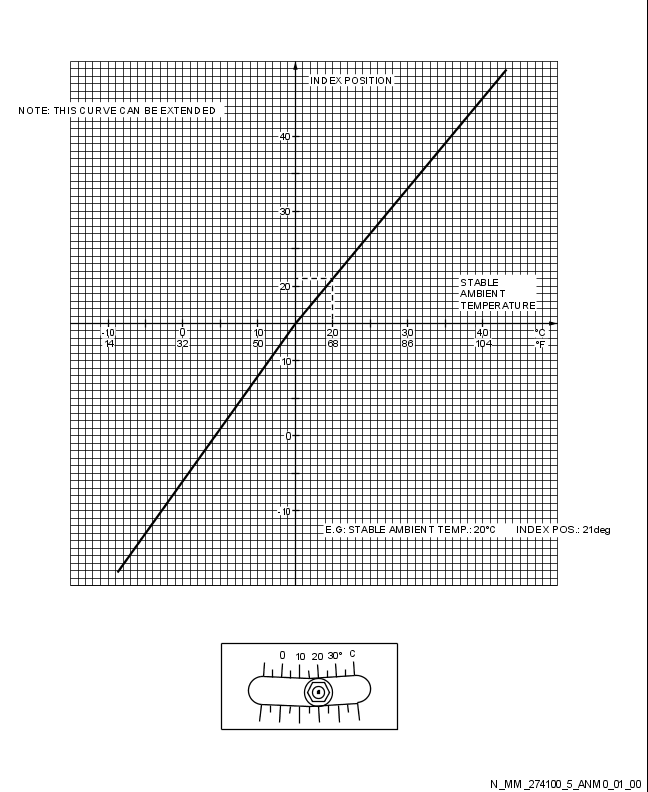 INDEX POSITION
NOTE: THIS CURVE CAN BE EXTENDED
40
30
20
STABLE
AMBIENT
TEMPERATURE
-10 0 10 20 30 40 °C
14 32 50 68 86 104 °F
10
0
-10
E.G: STABLE AMBIENT TEMP.: 20°C INDEX POS.: 21deg
0 10 20 30° C
N_MM_274100_5_ANM0_01_00